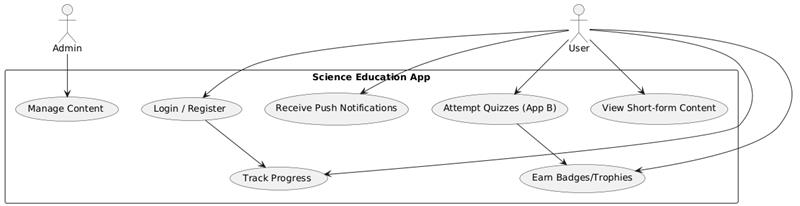 Admin
User
Science Education App
Manage Content
Login / Register
Receive Push Notifications
Attempt Quizzes (App B)
View Short-form Content
Track Progress
Earn Badges/Trophies